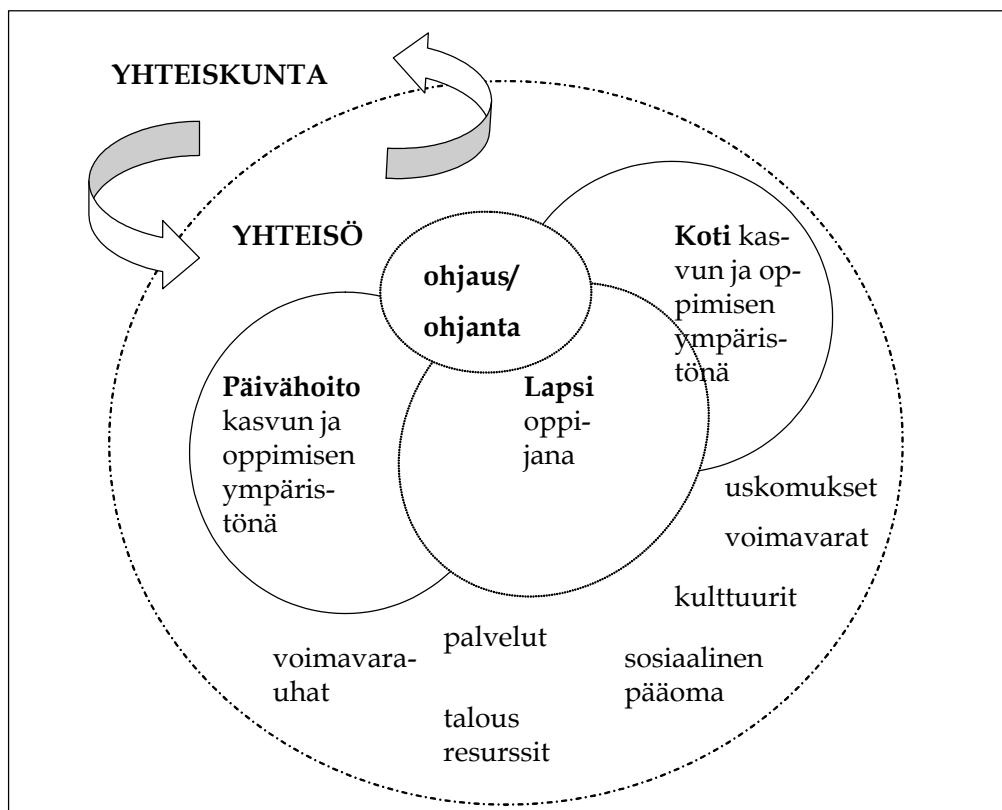 YHTEISKUNTA
YHTEISÖ
ohjaus/
ohjanta
Koti kas-
vun ja op-
pimisen
ympäris-
tönä
Päivähoito
kasvun ja
oppimisen
ympäris-
tönä
Lapsi
oppi-
jana
uskomukset
voimavarat
kulttuurit
sosiaalinen
pääoma
palvelut
voimavara-
uhat
talous
resurssit